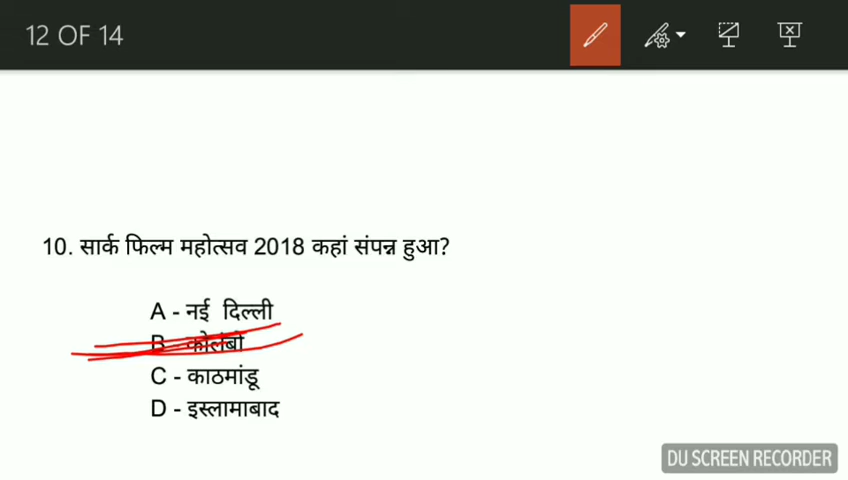 12 OF 14
10. सार्क फिल्म महोत्सव 2018 कहां संपन्न हुआ?
A - नई दिल्ली
B - कोलंबी
C - काठमांडू
D - इस्लामाबाद
DU SCREEN RECORDER